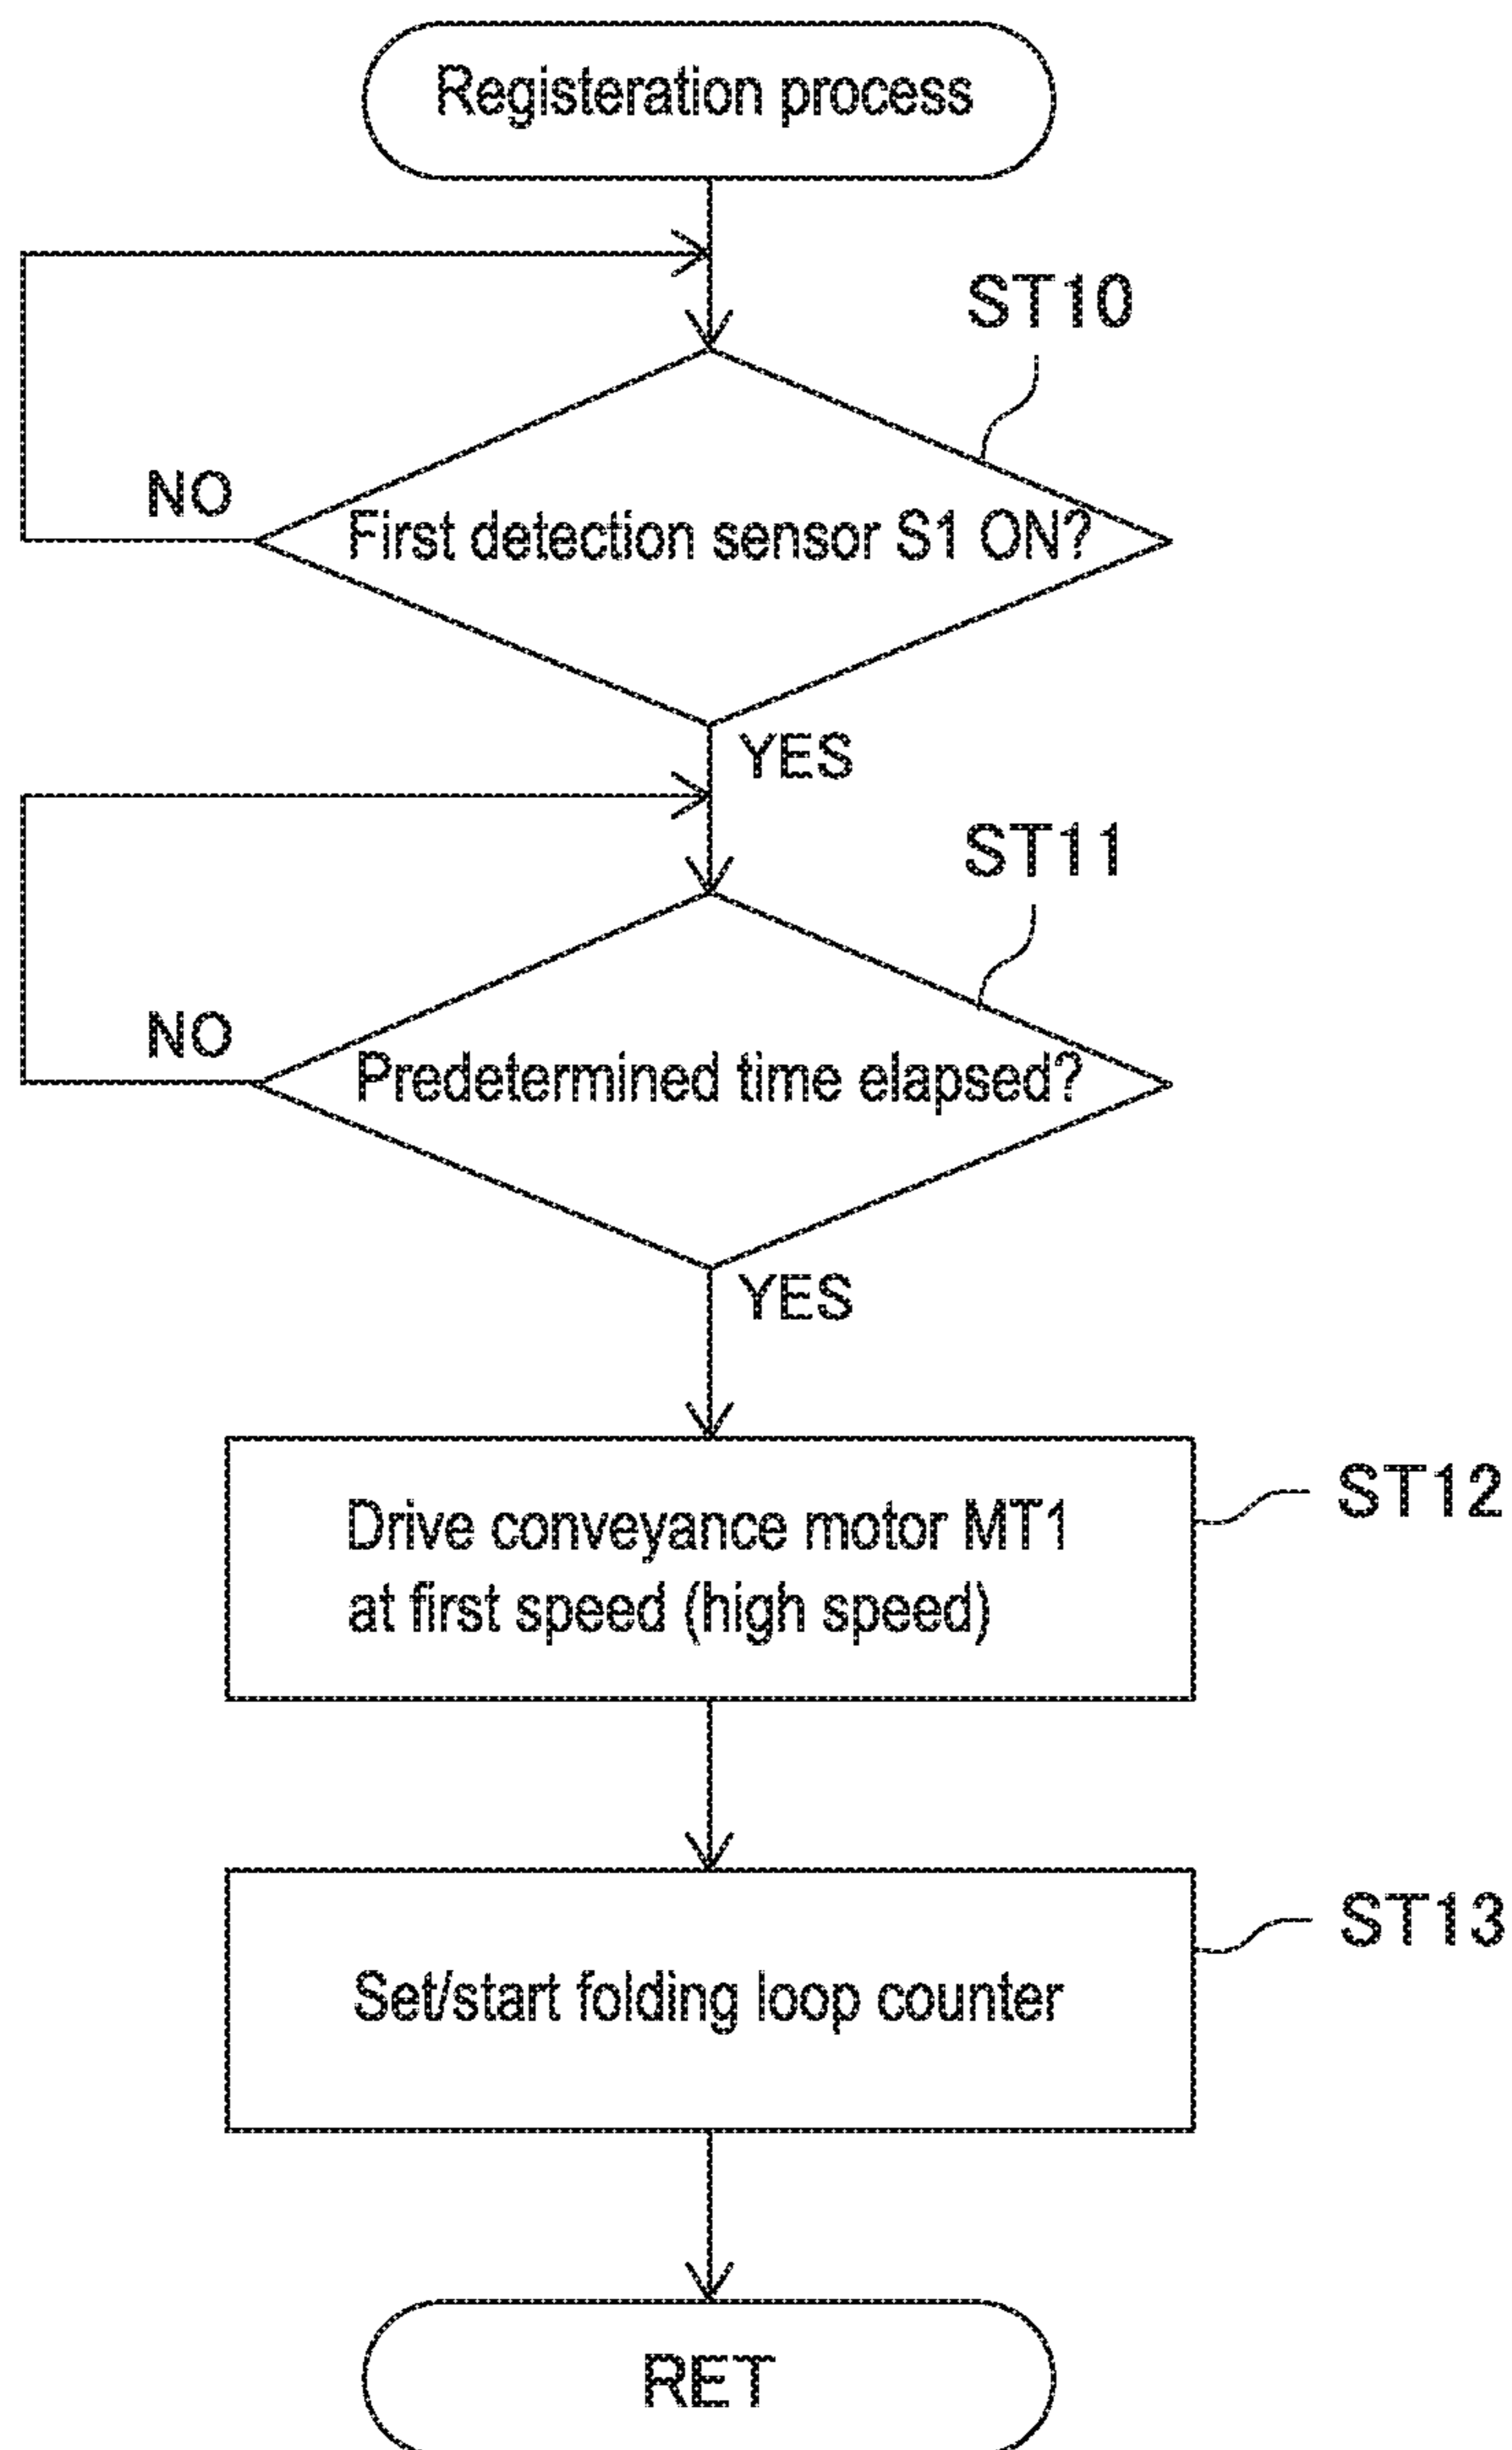 Registeration process
ST10
NO
First detection sensor S1 ON?
YES
ST11
NO
Predetermined time elapsed?
YES
Drive conveyance motor MT1
at first speed (high speed)
ST12
Set/start folding loop counter
ST13
RET